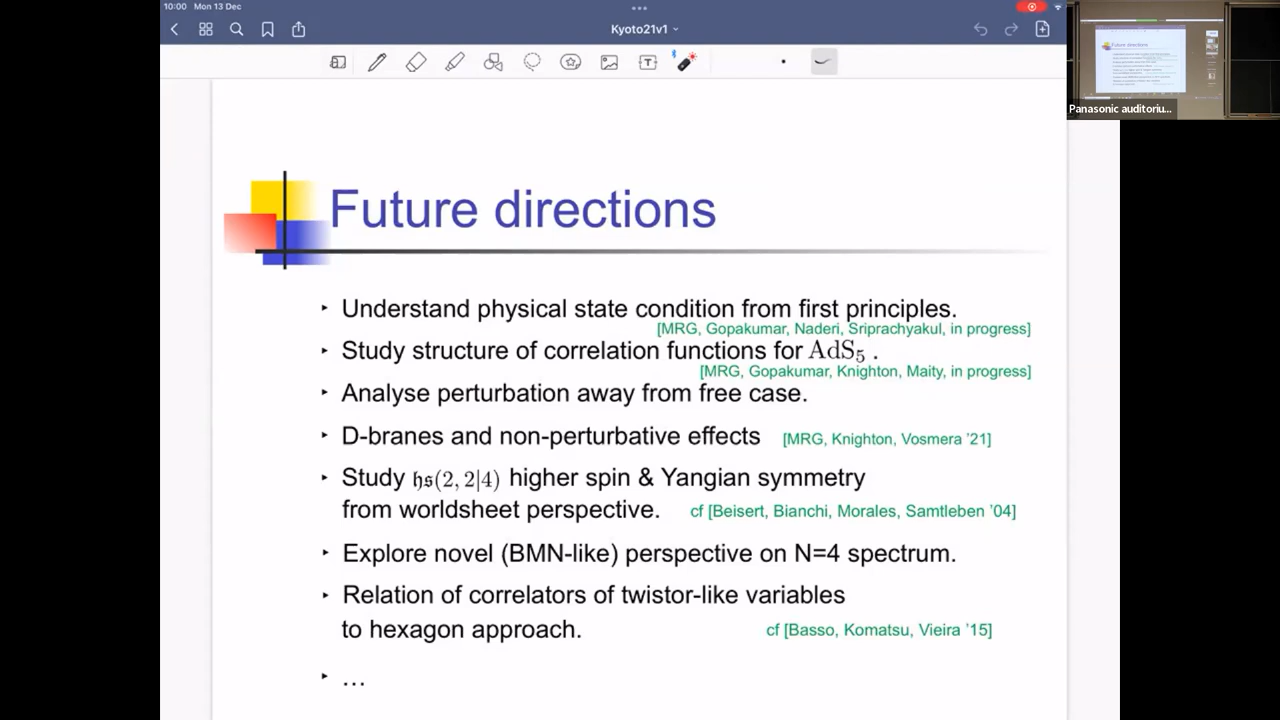 10:00 Mon 13 Dec
Kyoto21v1
Panasonic auditoriu...
Future directions
Future directions
‣ Understand physical state condition from first principles.
[MRG, Gopakumar, Naderi, Sriprachyakul, in progress]
‣ Study structure of correlation functions for AdS₅ .
[MRG, Gopakumar, Knighton, Maity, in progress]
‣ Analyse perturbation away from free case.
‣ D-branes and non-perturbative effects [MRG, Knighton, Vosmera '21]
‣ Study 𝔥𝔰(2, 2|4) higher spin & Yangian symmetry
from worldsheet perspective. cf [Beisert, Bianchi, Morales, Samtleben '04]
‣ Explore novel (BMN-like) perspective on N=4 spectrum.
‣ Relation of correlators of twistor-like variables
to hexagon approach. cf [Basso, Komatsu, Vieira '15]
‣ …